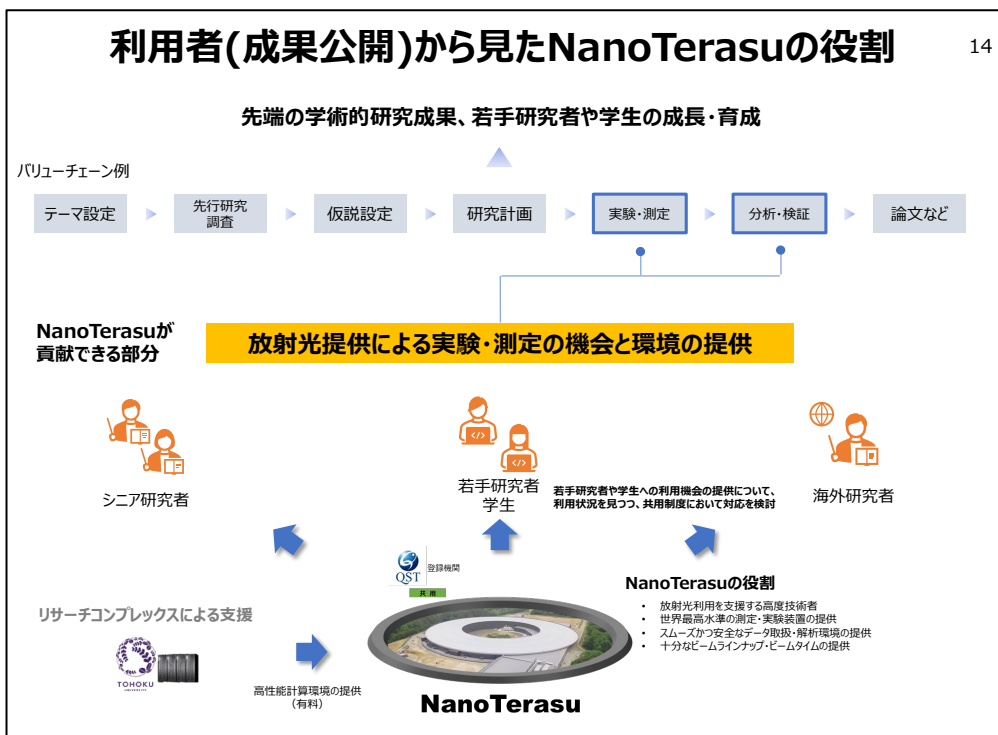 利用者(成果公開)から見たNanoTerasuの役割
14
先端の学術的研究成果、若手研究者や学生の成長・育成
バリューチェーン例
テーマ設定
先行研究
調査
仮説設定
研究計画
実験・測定
分析・検証
論文など
NanoTerasuが
貢献できる部分
放射光提供による実験・測定の機会と環境の提供
シニア研究者
若手研究者
学生
若手研究者や学生への利用機会の提供について、
利用状況を見つつ、共用制度において対応を検討
海外研究者
QST
登録機関
共用
リサーチコンプレックスによる支援
TOHOKU
高性能計算環境の提供
(有料)
NanoTerasu
NanoTerasuの役割
• 放射光利用を支援する高度技術者
• 世界最高水準の測定・実験装置の提供
• スムーズかつ安全なデータ取扱・解析環境の提供
• 十分なビームラインナップ・ビームタイムの提供